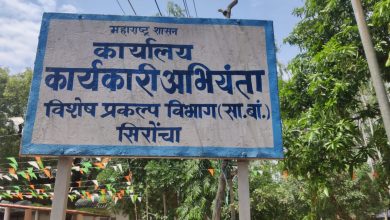 महाराष्ट्र शासन
कार्यालय
कार्यकारी अभियंता
विशेष प्रकल्प विभाग (सा.बां.)
सिरोंचा